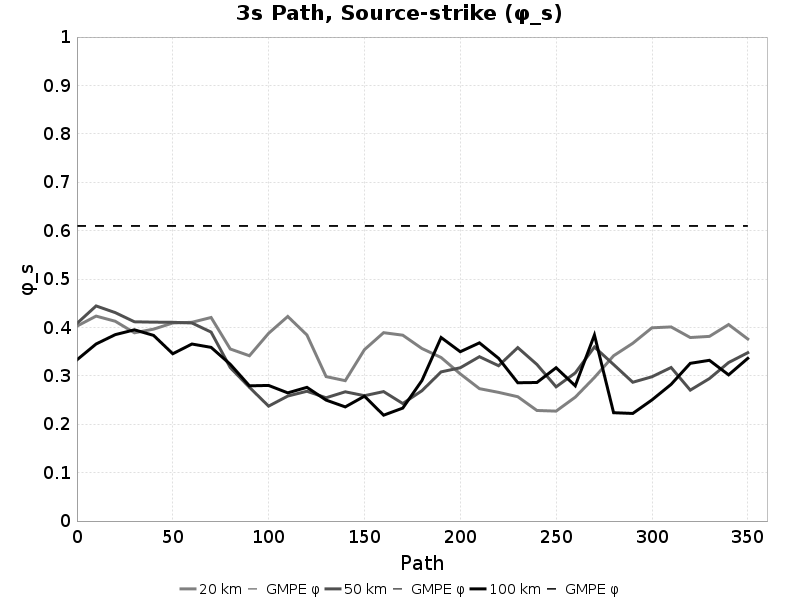 3s Path, Source-strike (φ_s)
1
0.9
0.8
0.7
0.6
0.5
0.4
0.3
0.2
0.1
0
φ_s
0 50 100 150 200 250 300 350
Path
20 km GMPE φ 50 km GMPE φ 100 km GMPE φ